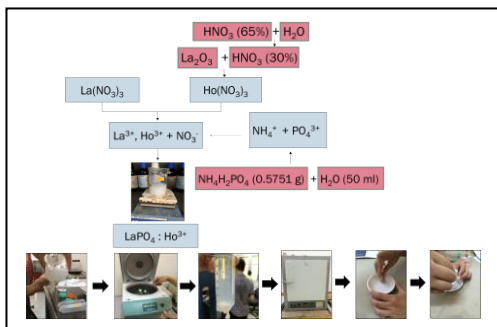 HNO₃ (65%) + H₂O
La₂O₃ + HNO₃ (30%)
La(NO₃)₃ Ho(NO₃)₃
La³⁺, Ho³⁺ + NO₃⁻ NH₄⁺ + PO₄³⁺
NH₄H₂PO₄ (0.5751 g) + H₂O (50 ml)
LaPO₄ : Ho³⁺